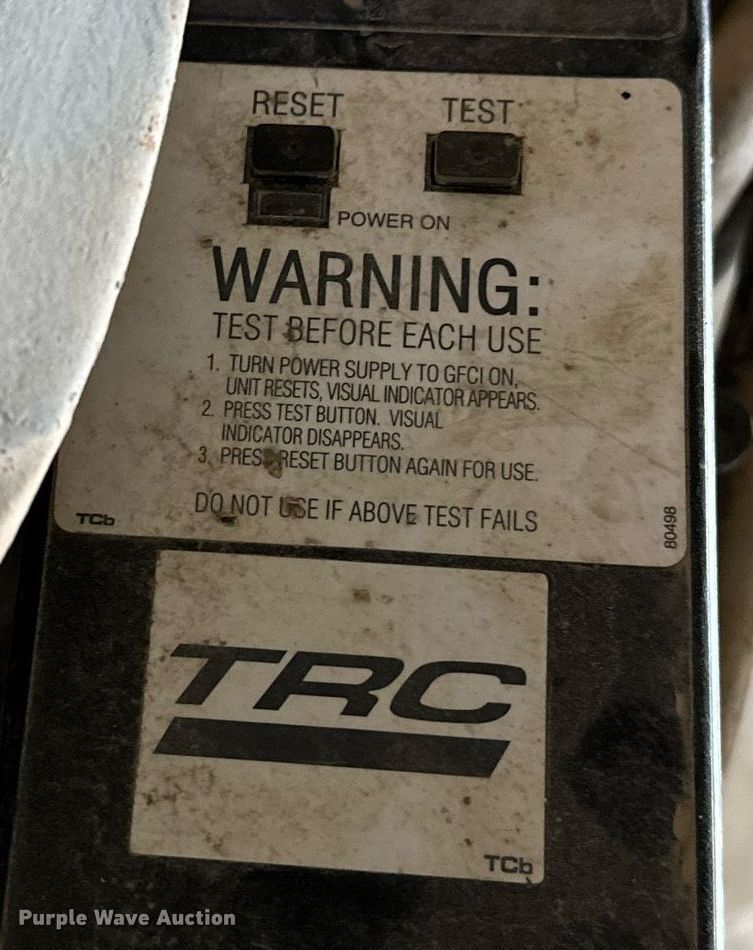 RESET TEST
POWER ON
WARNING:
TEST BEFORE EACH USE
1. TURN POWER SUPPLY TO GFCI ON,
UNIT RESETS, VISUAL INDICATOR APPEARS.
2. PRESS TEST BUTTON. VISUAL
INDICATOR DISAPPEARS.
3. PRESS RESET BUTTON AGAIN FOR USE.
DO NOT USE IF ABOVE TEST FAILS
TCb
80498
TRC
TCb
Purple Wave Auction